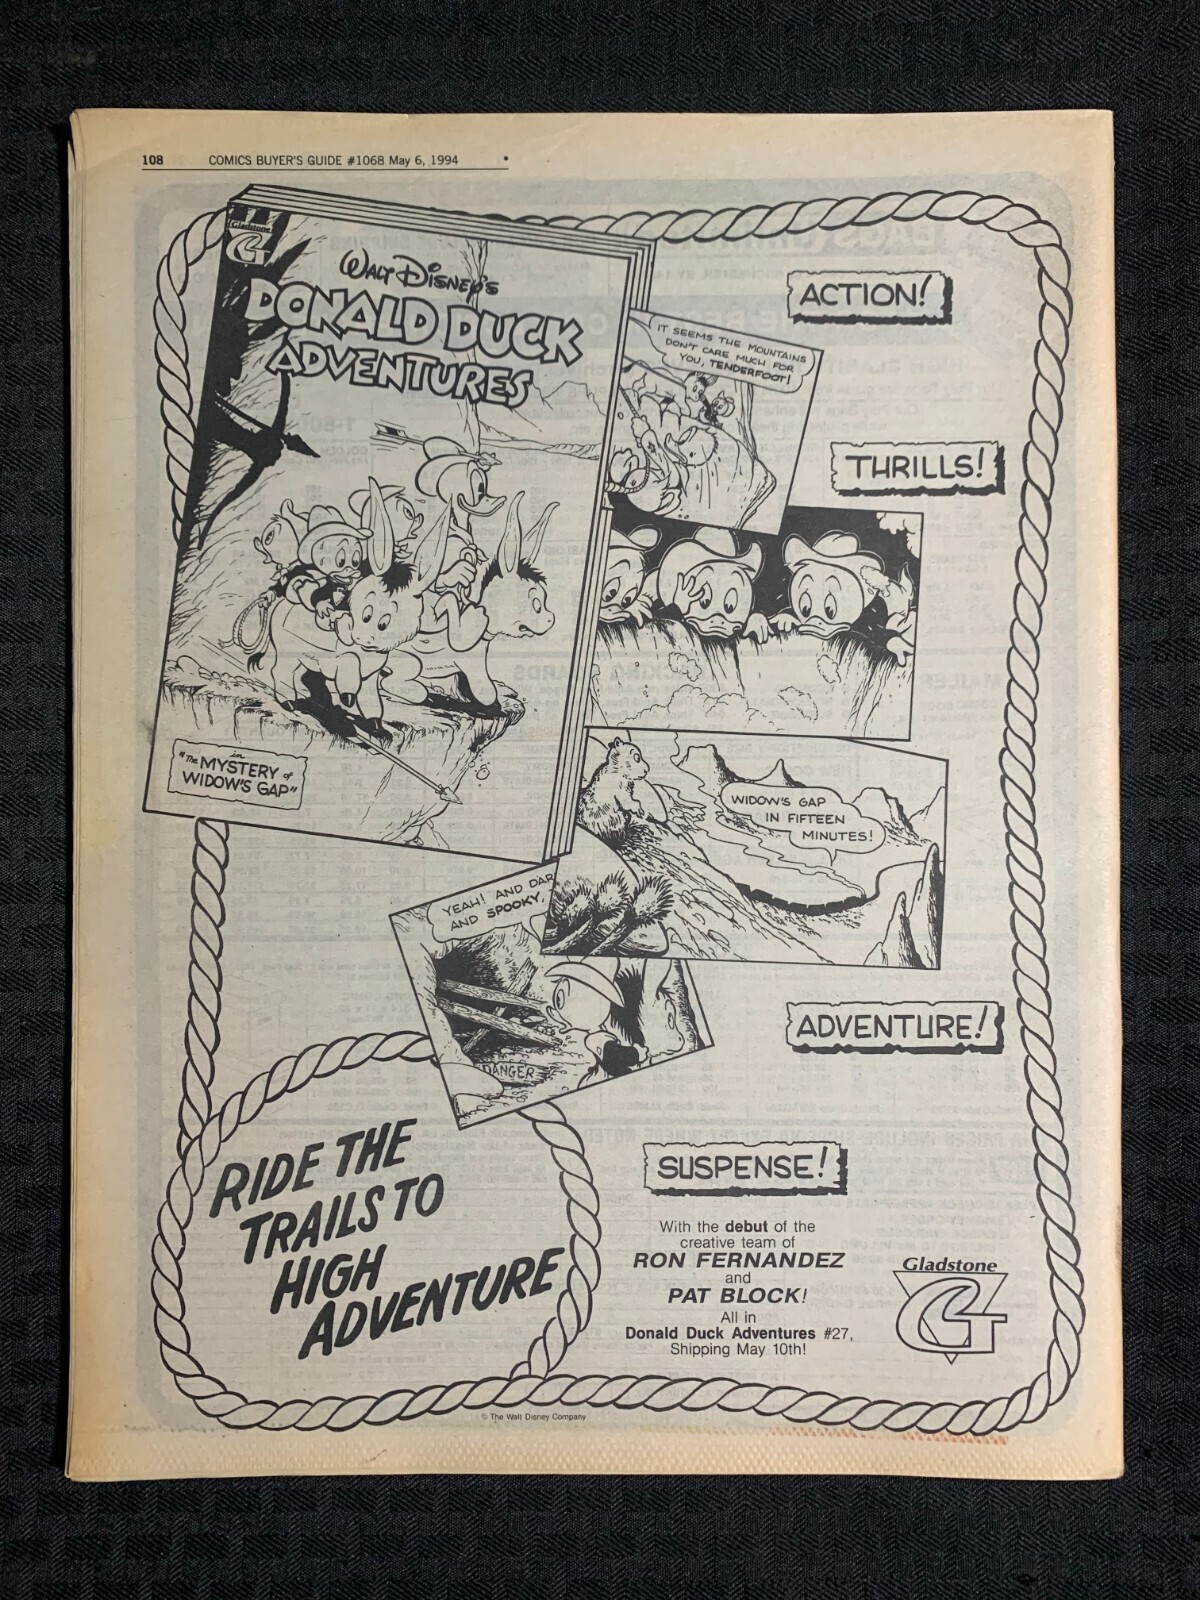 108 COMICS BUYER'S GUIDE #1068 May 6, 1994
Gladstone
G
WALT DISNEY'S
DONALD DUCK
ADVENTURES
in
"The MYSTERY of
WIDOW'S GAP"
ACTION!
IT SEEMS THE MOUNTAINS
DON'T CARE MUCH FOR
YOU, TENDERFOOT!
THRILLS!
WIDOW'S GAP
IN FIFTEEN
MINUTES!
YEAH! AND DAR
AND SPOOKY,
DANGER
ADVENTURE!
RIDE THE
TRAILS TO
HIGH
ADVENTURE
SUSPENSE!
With the debut of the
creative team of
RON FERNANDEZ
and
PAT BLOCK!
All in
Donald Duck Adventures #27,
Shipping May 10th!
Gladstone
G
© The Walt Disney Company